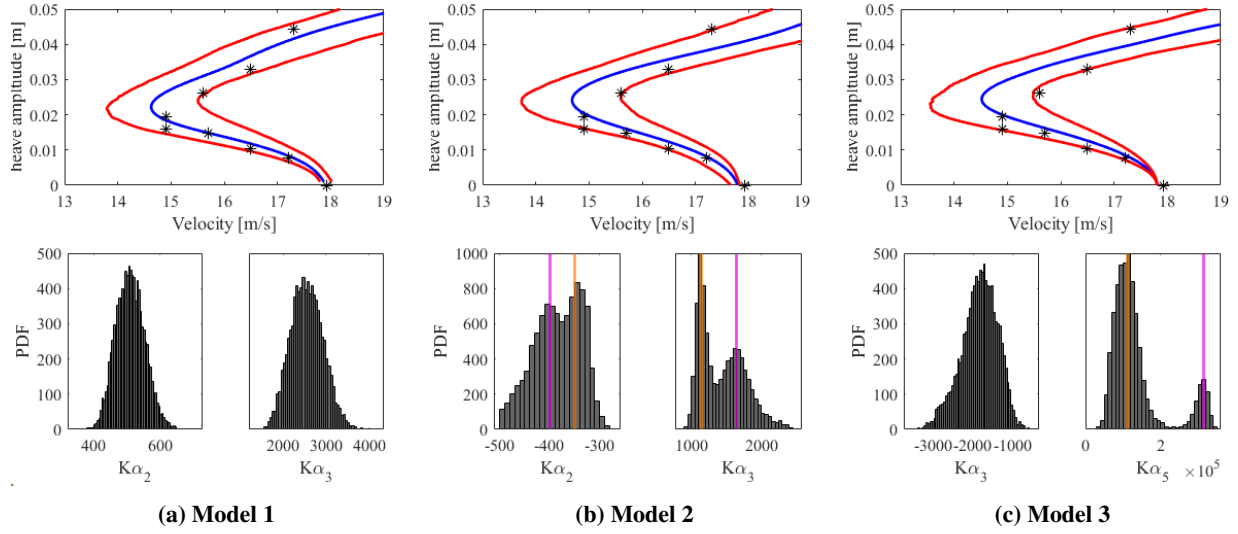 0.05
0.04
0.03
0.02
0.01
0
heave amplitude [m]
13 14 15 16 17 18 19
Velocity [m/s]
0.05
0.04
0.03
0.02
0.01
0
heave amplitude [m]
13 14 15 16 17 18 19
Velocity [m/s]
0.05
0.04
0.03
0.02
0.01
0
heave amplitude [m]
13 14 15 16 17 18 19
Velocity [m/s]
500
400
300
200
100
0
PDF
400 600
Kα2
2000 3000 4000
Kα3
1000
800
600
400
200
0
PDF
-500 -400 -300
Kα2
1000 2000
Kα3
500
400
300
200
100
0
PDF
-3000 -2000 -1000
Kα3
0 2
Kα5 ×10^5
(a) Model 1
(b) Model 2
(c) Model 3